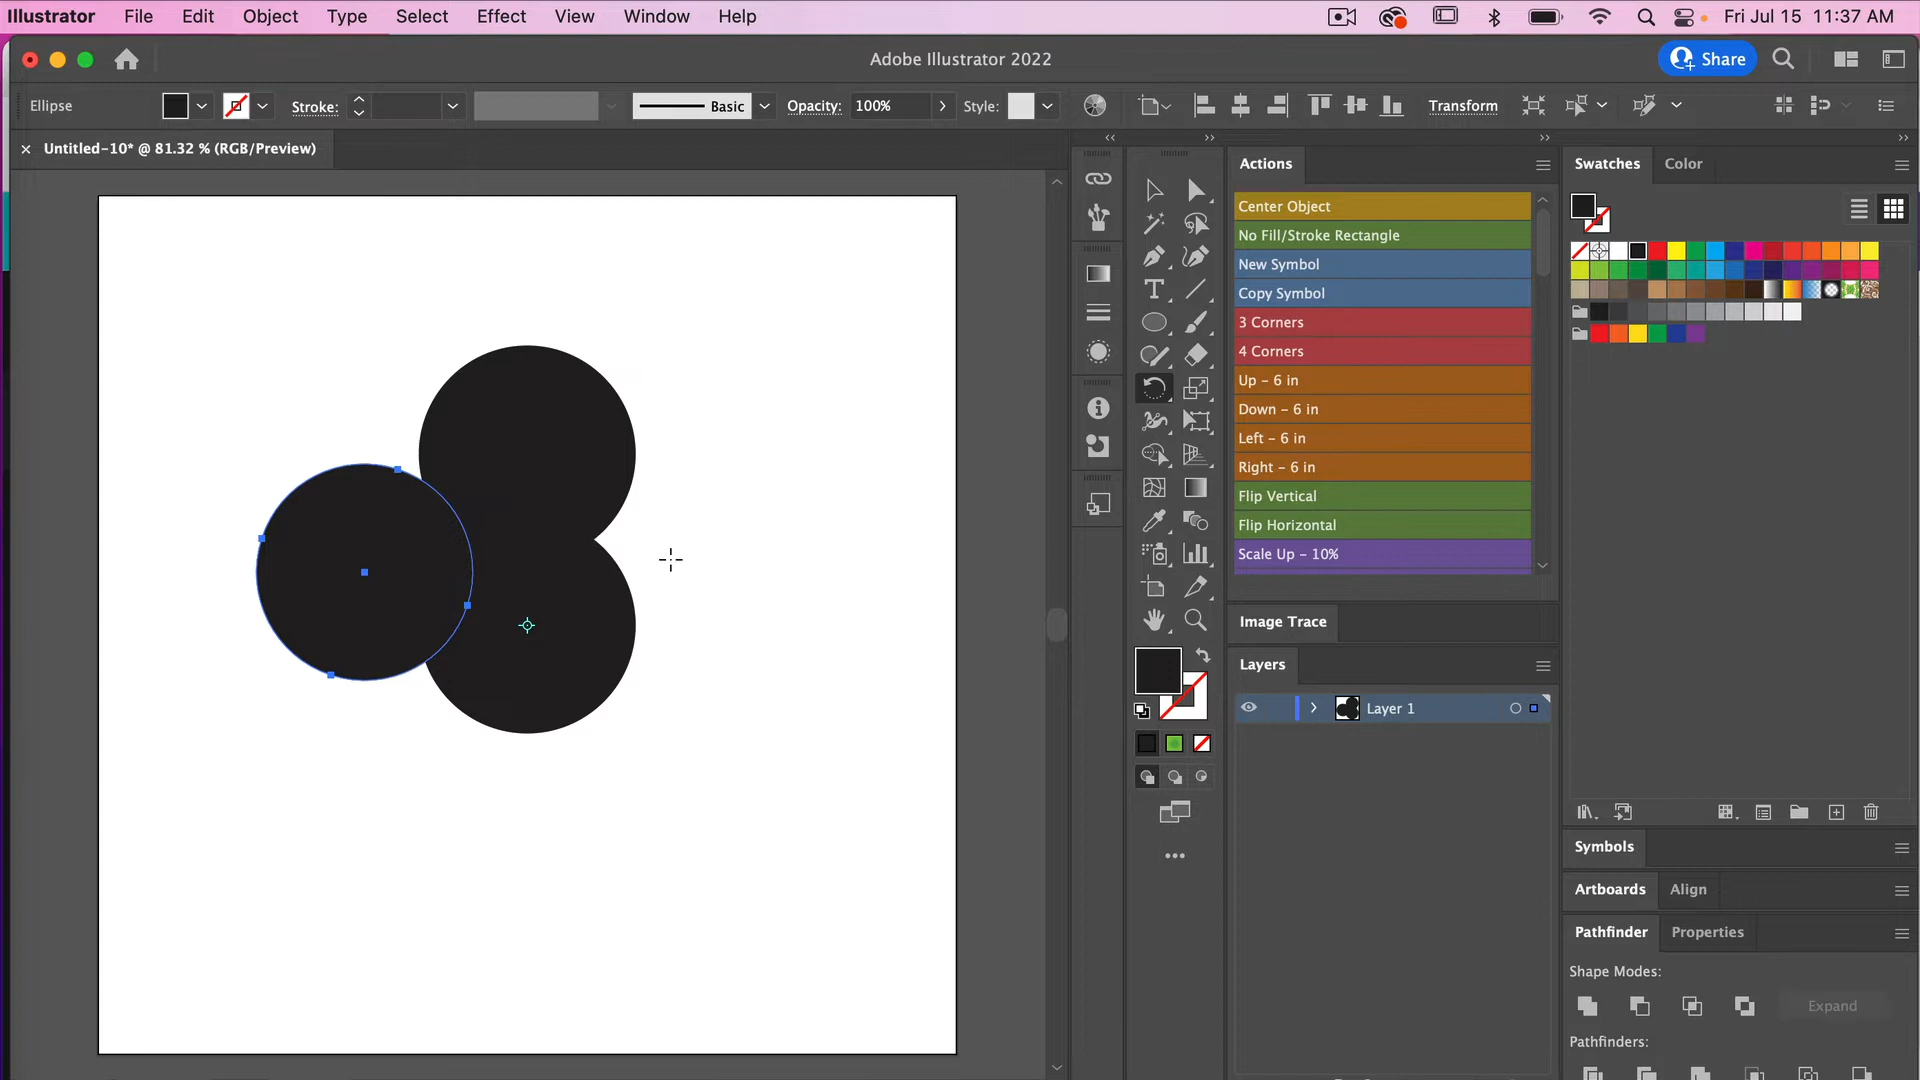 Illustrator File Edit Object Type Select Effect View Window Help Fri Jul 15 11:37 AM
Adobe Illustrator 2022 Share
Ellipse Stroke: Basic Opacity: 100% Style: Transform
Untitled-10* @ 81.32 % (RGB/Preview)
Actions
Center Object
No Fill/Stroke Rectangle
New Symbol
Copy Symbol
3 Corners
4 Corners
Up - 6 in
Down - 6 in
Left - 6 in
Right - 6 in
Flip Vertical
Flip Horizontal
Scale Up - 10%
Image Trace
Layers
Layer 1
Swatches Color
Symbols
Artboards Align
Pathfinder Properties
Shape Modes:
Expand
Pathfinders: